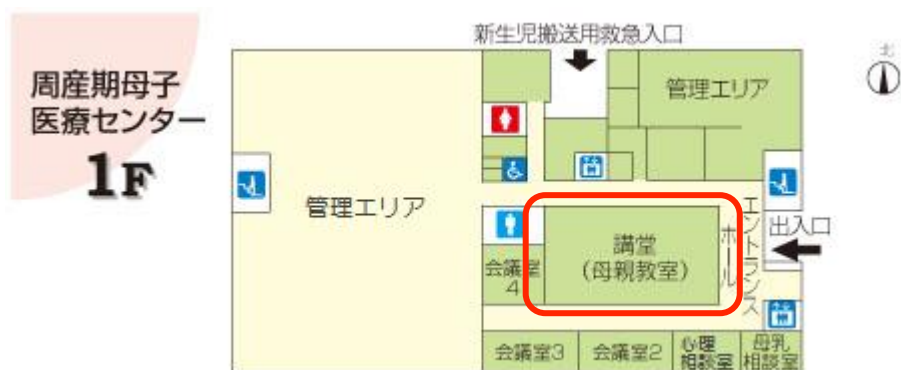 周産期母子
医療センター
1F
新生児搬送用救急入口
北
管理エリア
管理エリア
エントランス
ホール
出入口
講堂
(母親教室)
会議室
4
会議室3
会議室2
心理
相談室
母乳
相談室